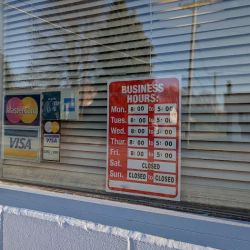 BUSINESS
HOURS:
Mon. 8:00 to 5:00
Tues. 8:00 to 5:00
Wed. 8:00 to 5:00
Thur. 8:00 to 5:00
Fri. 8:00 to 5:00
Sat. CLOSED
Sun. CLOSED to CLOSED
MasterCard
VISA
VISA